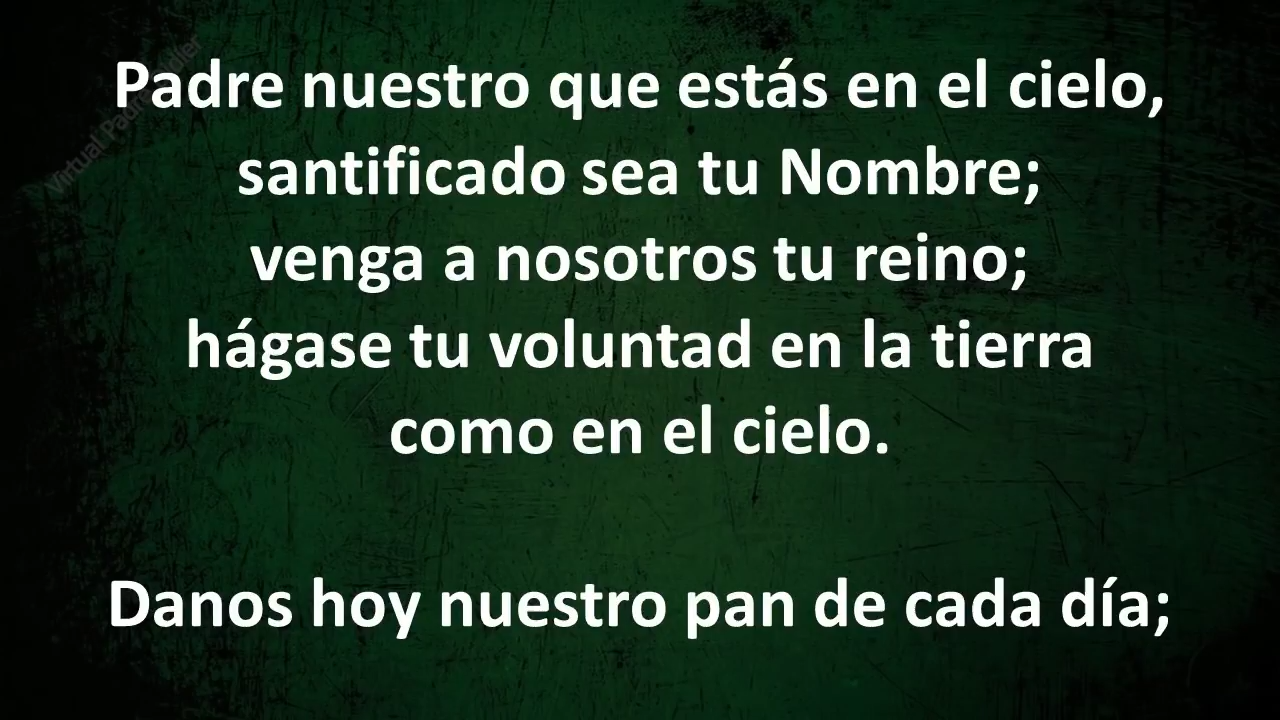 Padre nuestro que estás en el cielo,
santificado sea tu Nombre;
venga a nosotros tu reino;
hágase tu voluntad en la tierra
como en el cielo.
Danos hoy nuestro pan de cada día;